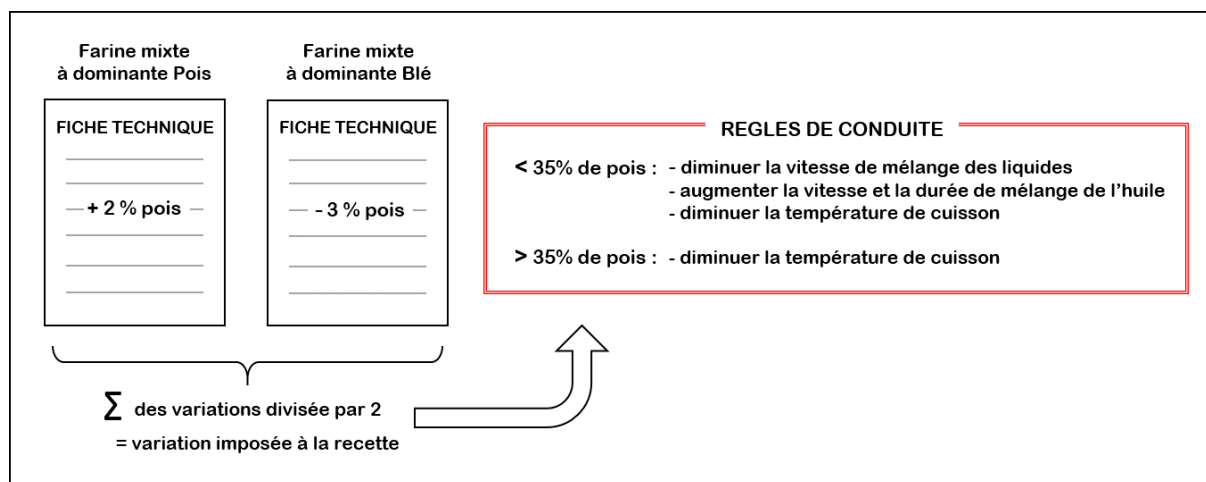 Farine mixte
à dominante Pois
Farine mixte
à dominante Blé
FICHE TECHNIQUE
+ 2 % pois
FICHE TECHNIQUE
- 3 % pois
REGLES DE CONDUITE
< 35% de pois : - diminuer la vitesse de mélange des liquides
- augmenter la vitesse et la durée de mélange de l'huile
- diminuer la température de cuisson
> 35% de pois : - diminuer la température de cuisson
Σ des variations divisée par 2
= variation imposée à la recette